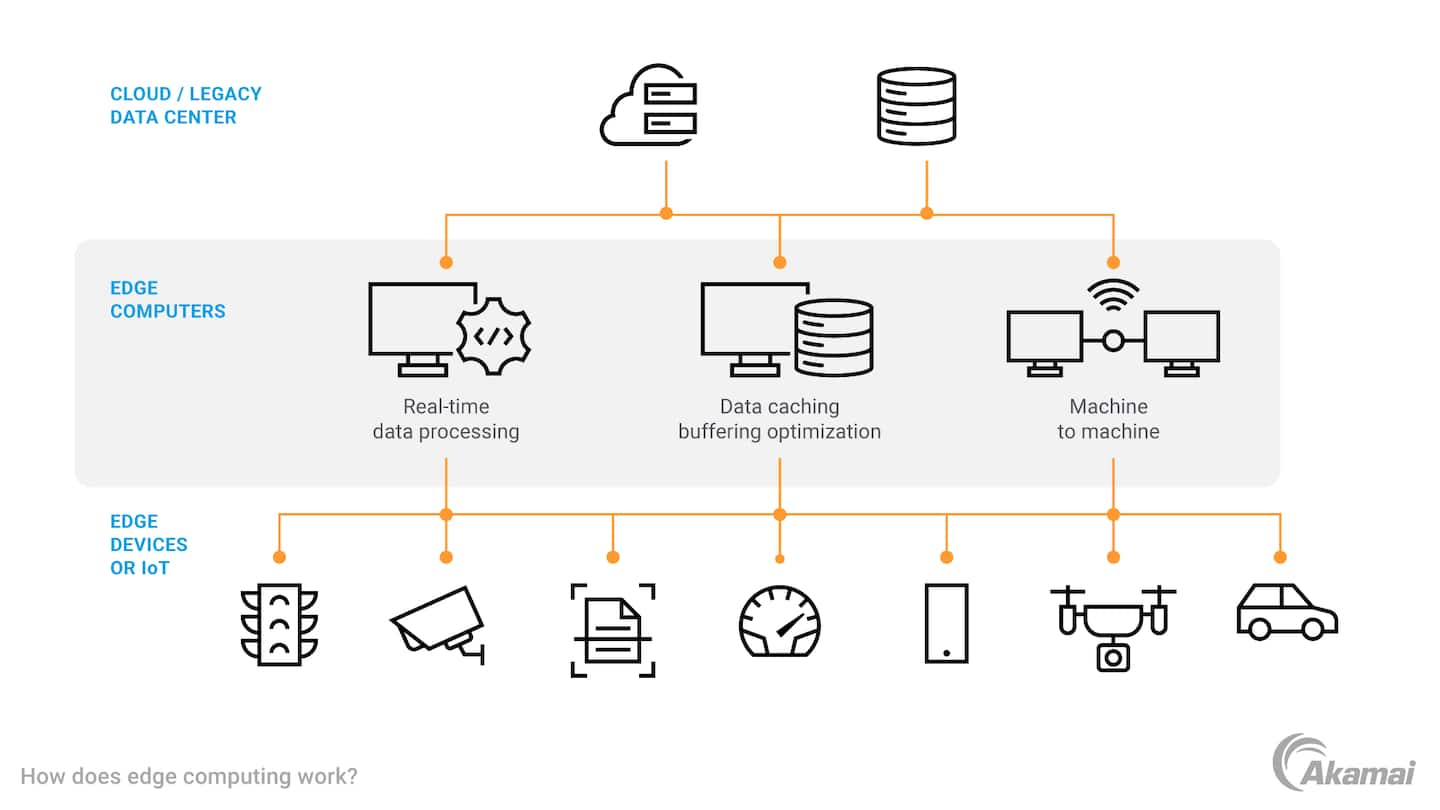 CLOUD / LEGACY
DATA CENTER
EDGE
COMPUTERS
</>
Real-time
data processing
Data caching
buffering optimization
Machine
to machine
EDGE
DEVICES
OR IoT
How does edge computing work?
Akamai